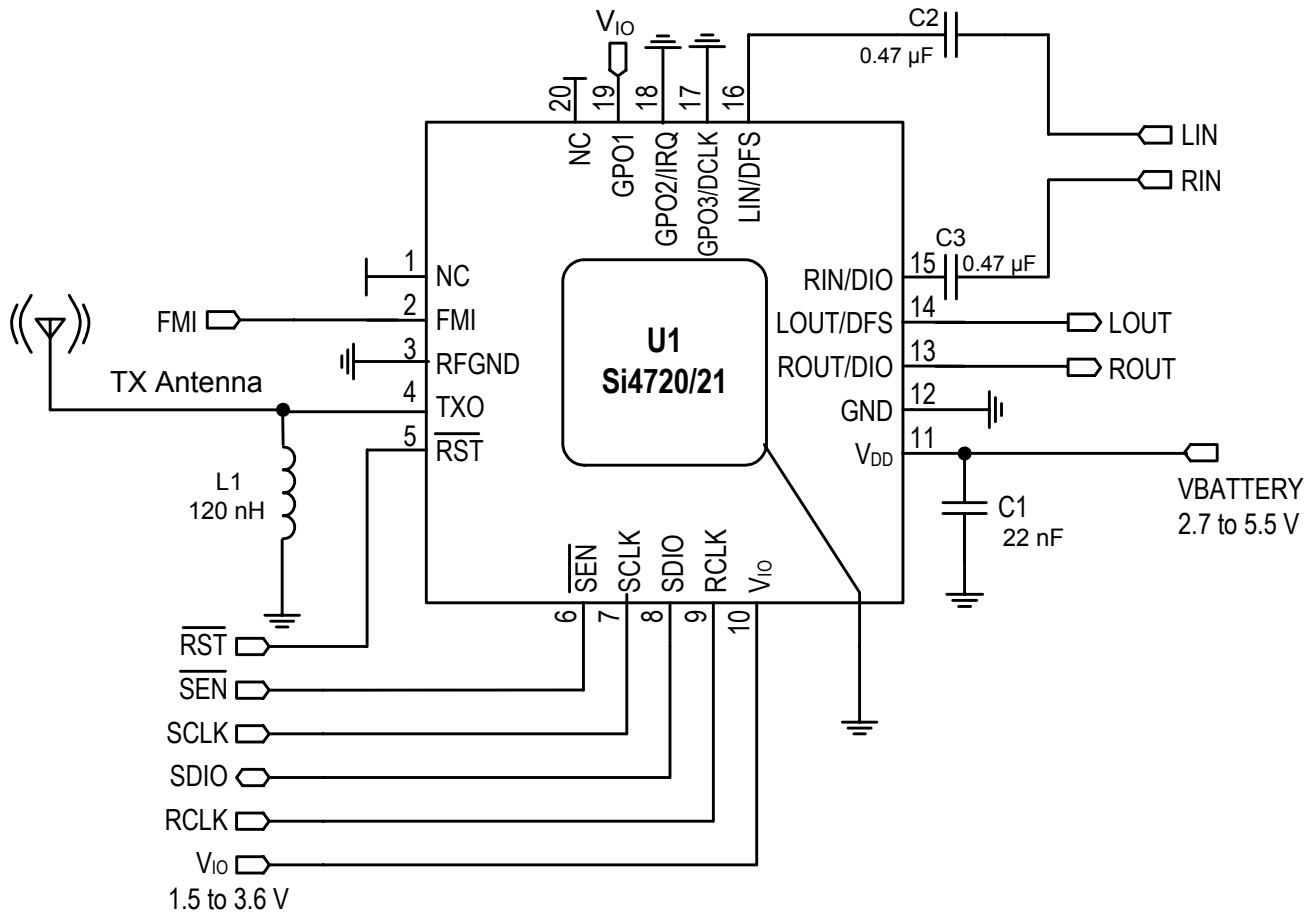 VIO
C2
0.47 µF
20
19
18
17
16
NC
GPO1
GPO2/IRQ
GPO3/DCLK
LIN/DFS
LIN
RIN
1
NC
C3
0.47 µF
15
RIN/DIO
FMI
2
FMI
14
LOUT/DFS
LOUT
3
RFGND
U1
Si4720/21
13
ROUT/DIO
ROUT
TX Antenna
4
TXO
12
GND
5
RST
11
VDD
L1
120 nH
C1
22 nF
VBATTERY
2.7 to 5.5 V
SEN
SCLK
SDIO
RCLK
VIO
6
7
8
9
10
RST
SEN
SCLK
SDIO
RCLK
VIO
1.5 to 3.6 V